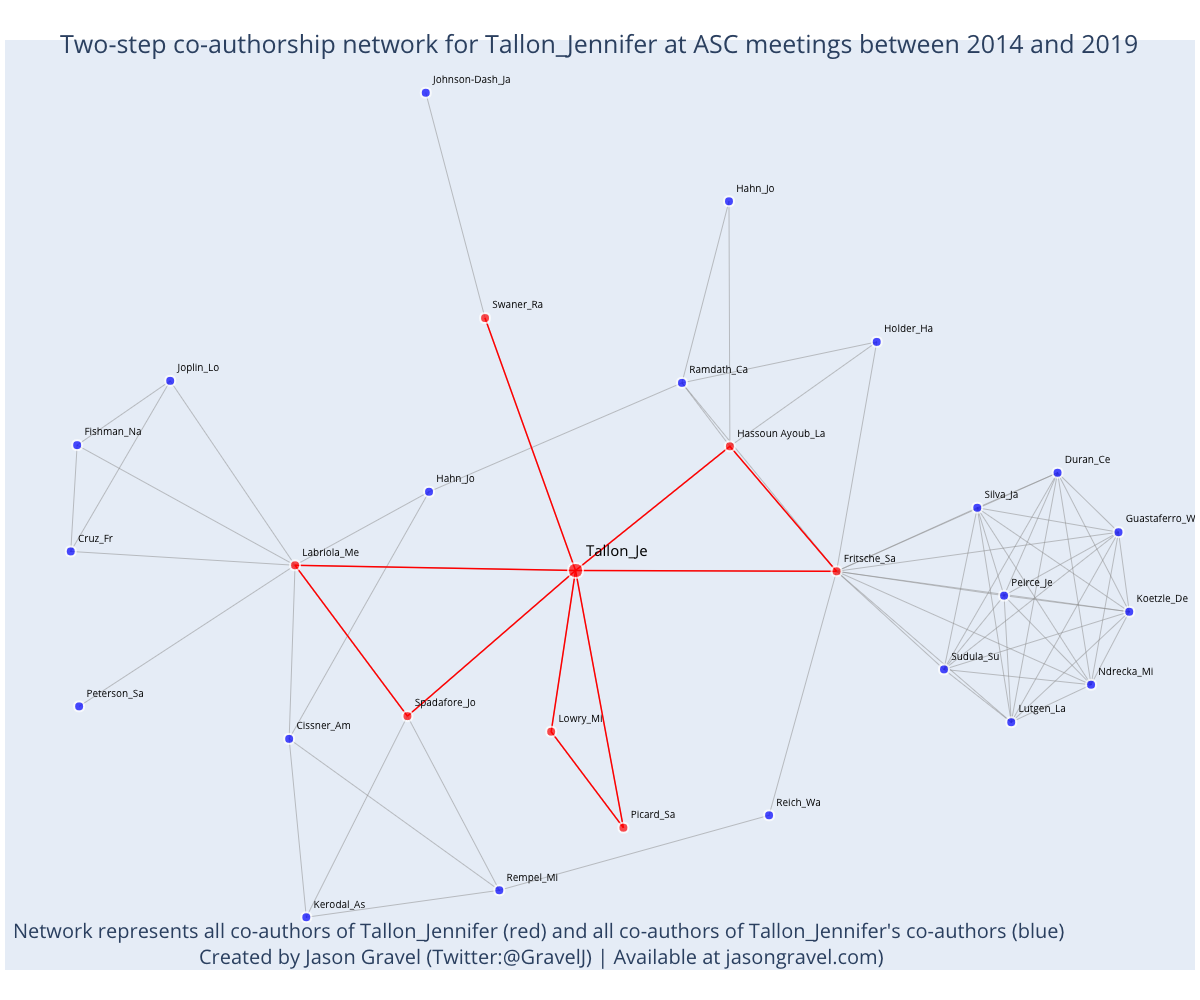 Two-step co-authorship network for Tallon_Jennifer at ASC meetings between 2014 and 2019
Johnson-Dash_Ja
Hahn_Jo
Swaner_Ra
Holder_Ha
Joplin_Lo
Ramdath_Ca
Fishman_Na
Hassoun Ayoub_La
Duran_Ce
Hahn_Jo
Silva_Ja
Guastaferro_W
Cruz_Fr
Labriola_Me
Tallon_Je
Fritsche_Sa
Peirce_Je
Koetzle_De
Sudula_Su
Ndrecka_Mi
Peterson_Sa
Spadafore_Jo
Lutgen_La
Cissner_Am
Lowry_Mi
Reich_Wa
Picard_Sa
Rempel_Mi
Kerodal_As
Network represents all co-authors of Tallon_Jennifer (red) and all co-authors of Tallon_Jennifer's co-authors (blue)
Created by Jason Gravel (Twitter:@GravelJ) | Available at jasongravel.com)